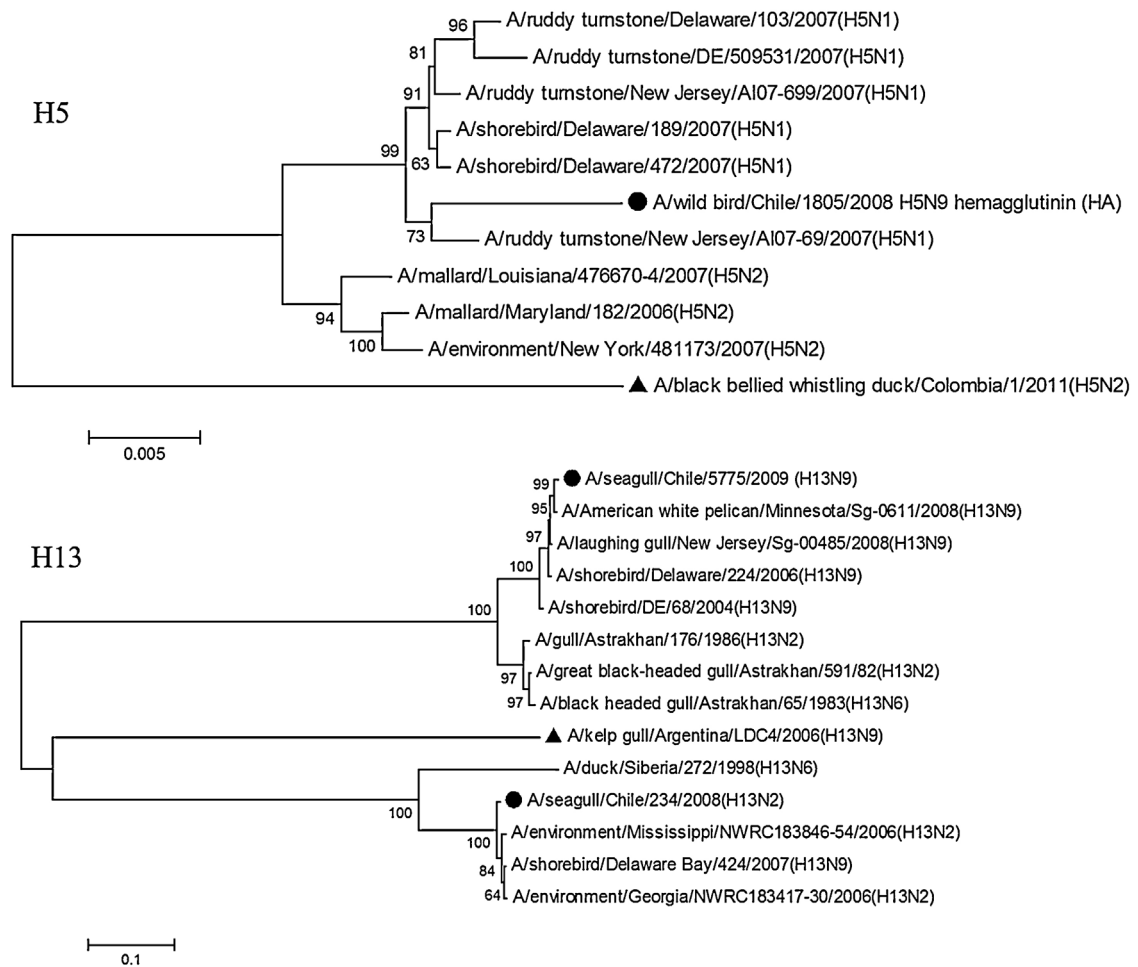 96
A/ruddy turnstone/Delaware/103/2007(H5N1)
81
A/ruddy turnstone/DE/509531/2007(H5N1)
91
A/ruddy turnstone/New Jersey/AI07-699/2007(H5N1)
H5
A/shorebird/Delaware/189/2007(H5N1)
99
63
A/shorebird/Delaware/472/2007(H5N1)
A/wild bird/Chile/1805/2008 H5N9 hemagglutinin (HA)
73
A/ruddy turnstone/New Jersey/AI07-69/2007(H5N1)
A/mallard/Louisiana/476670-4/2007(H5N2)
94
A/mallard/Maryland/182/2006(H5N2)
100
A/environment/New York/481173/2007(H5N2)
A/black bellied whistling duck/Colombia/1/2011(H5N2)
0.005
99
A/seagull/Chile/5775/2009 (H13N9)
95
A/American white pelican/Minnesota/Sg-0611/2008(H13N9)
97
A/laughing gull/New Jersey/Sg-00485/2008(H13N9)
H13
100
A/shorebird/Delaware/224/2006(H13N9)
100
A/shorebird/DE/68/2004(H13N9)
A/gull/Astrakhan/176/1986(H13N2)
97
A/great black-headed gull/Astrakhan/591/82(H13N2)
97
A/black headed gull/Astrakhan/65/1983(H13N6)
A/kelp gull/Argentina/LDC4/2006(H13N9)
A/duck/Siberia/272/1998(H13N6)
100
A/seagull/Chile/234/2008(H13N2)
100
A/environment/Mississippi/NWRC183846-54/2006(H13N2)
84
A/shorebird/Delaware Bay/424/2007(H13N9)
64
A/environment/Georgia/NWRC183417-30/2006(H13N2)
0.1